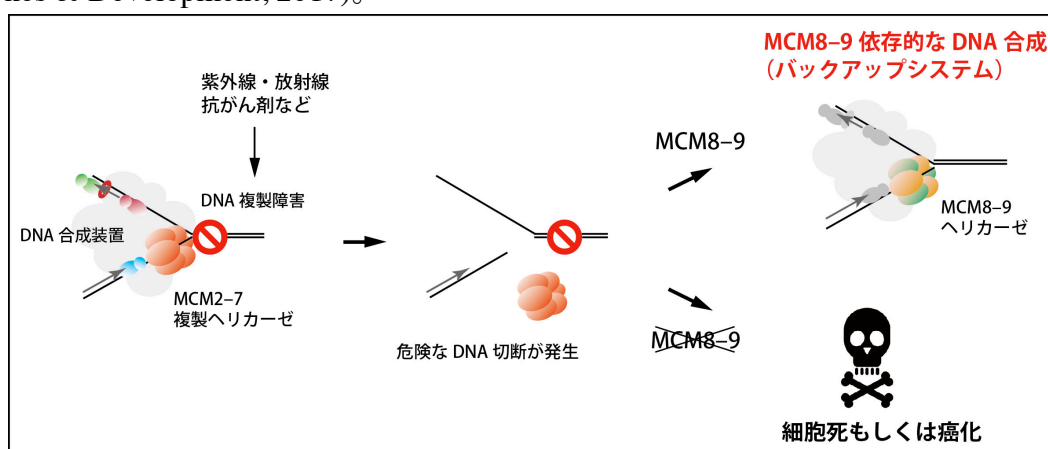 nes & Development, 2017)。
紫外線・放射線
抗がん剤など
DNA 複製障害
DNA 合成装置
MCM2–7
複製ヘリカーゼ
危険な DNA 切断が発生
MCM8–9
MCM8–9
MCM8–9 依存的な DNA 合成
(バックアップシステム)
MCM8–9
ヘリカーゼ
細胞死もしくは癌化